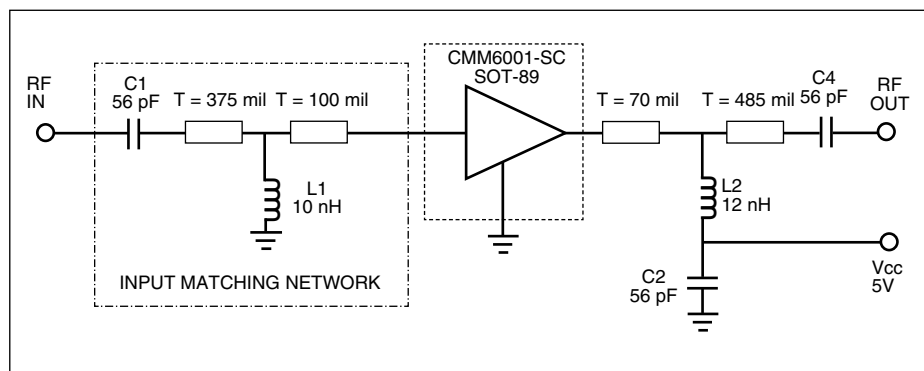 CMM6001-SC
SOT-89
RF
IN
C1
56 pF
T = 375 mil
T = 100 mil
T = 70 mil
T = 485 mil
C4
56 pF
RF
OUT
L1
10 nH
L2
12 nH
INPUT MATCHING NETWORK
C2
56 pF
Vcc
5V